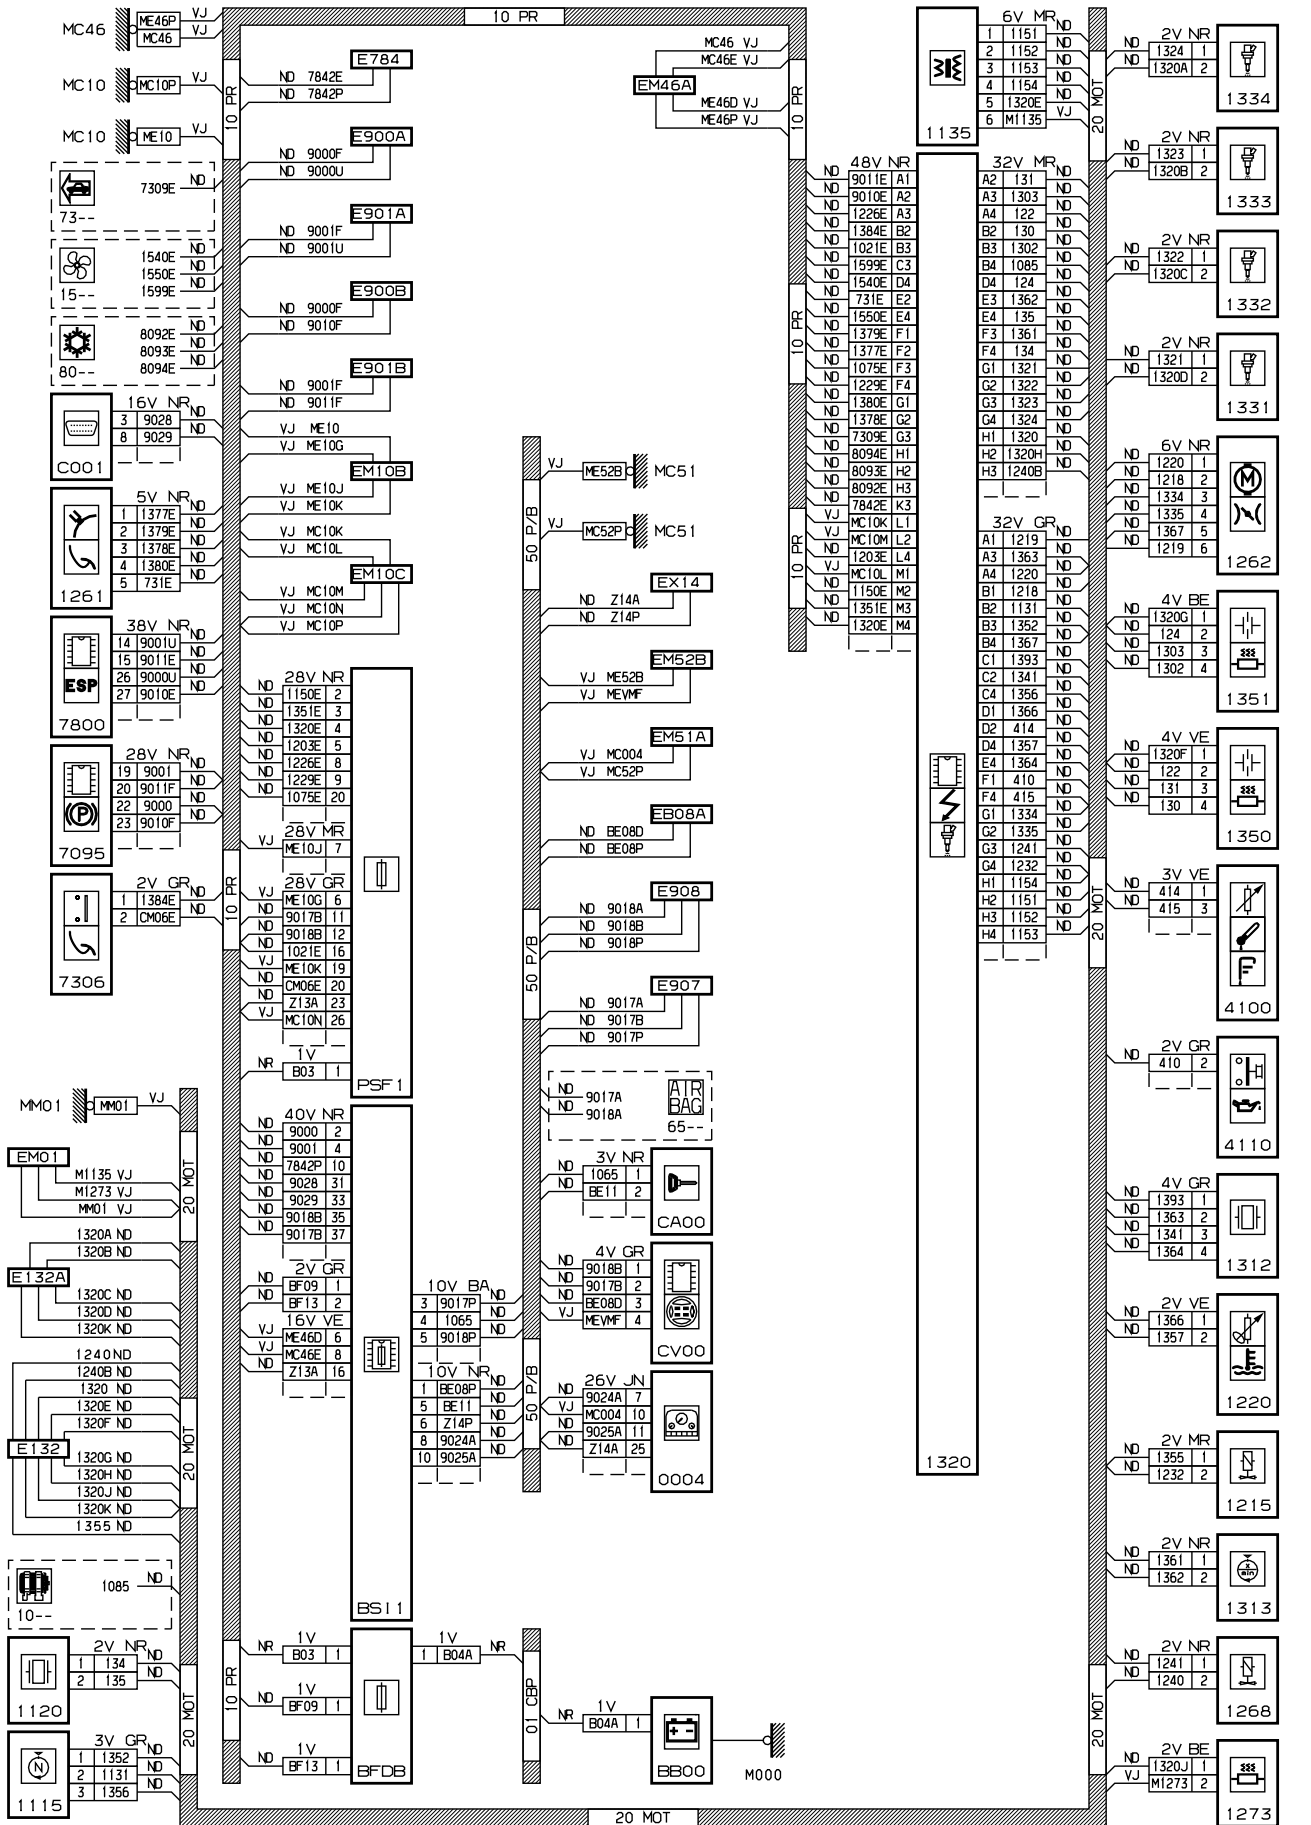 10 PR
MC46
ME46P VJ
MC46 VJ
MC10
MC10P VJ
MC10
ME10 VJ
10 PR
73--
7309E ND
15--
1540E ND
1550E ND
1599E ND
80--
8092E ND
8093E ND
8094E ND
C001
16V NR
3 9028 ND
8 9029 ND
1261
5V NR
1 1377E ND
2 1379E ND
3 1378E ND
4 1380E ND
5 731E ND
7800
ESP
38V NR
14 9001U ND
15 9011E ND
26 9000U ND
27 9010E ND
7095
P
28V NR
19 9001 ND
20 9011F ND
22 9000 ND
23 9010F ND
7306
2V GR
1 1384E ND
2 CM06E ND
10 PR
MM01
MM01 VJ
EM01
M1135 VJ
M1273 VJ
MM01 VJ
20 MOT
1320A ND
1320B ND
E132A
1320C ND
1320D ND
1320K ND
1240 ND
1240B ND
1320 ND
1320E ND
1320F ND
E132
1320G ND
1320H ND
1320J ND
1320K ND
1355 ND
20 MOT
10--
1085 ND
1120
2V NR
1 134 ND
2 135 ND
1115
N
3V GR
1 1352 ND
2 1131 ND
3 1356 ND
20 MOT
10 PR
E784
ND 7842E
ND 7842P
E900A
ND 9000F
ND 9000U
E901A
ND 9001F
ND 9001U
E900B
ND 9000F
ND 9010F
E901B
ND 9001F
ND 9011F
VJ ME10
VJ ME10G
EM10B
VJ ME10J
VJ ME10K
VJ MC10K
VJ MC10L
EM10C
VJ MC10M
VJ MC10N
VJ MC10P
PSF1
28V NR
ND 1150E 2
ND 1351E 3
ND 1320E 4
ND 1203E 5
ND 1226E 8
ND 1229E 9
ND 1075E 20
28V MR
VJ ME10J 7
28V GR
VJ ME10G 6
ND 9017B 11
ND 9018B 12
ND 1021E 16
VJ ME10K 19
ND CM06E 20
ND Z13A 23
VJ MC10N 26
1V
NR B03 1
BSI1
40V NR
ND 9000 2
ND 9001 4
ND 7842P 10
ND 9028 31
ND 9029 33
ND 9018B 35
ND 9017B 37
2V GR
ND BF09 1
ND BF13 2
16V VE
VJ ME46D 6
VJ MC46E 8
ND Z13A 16
10V BA
3 9017P ND
4 1065 ND
5 9018P ND
10V NR
1 BE08P ND
5 BE11 ND
6 Z14P ND
8 9024A ND
10 9025A ND
BFDB
1V
NR B03 1
1V
ND BF09 1
1V
ND BF13 1
1V
1 B04A NR
01 CBP
BB00
1V
NR B04A 1
M000
50 P/B
VJ ME52B MC51
VJ MC52P MC51
EX14
ND Z14A
ND Z14P
EM52B
VJ ME52B
VJ MEVMF
EM51A
VJ MC004
VJ MC52P
EB08A
ND BE08D
ND BE08P
50 P/B
E908
ND 9018A
ND 9018B
ND 9018P
E907
ND 9017A
ND 9017B
ND 9017P
AIR
BAG
65--
ND 9017A
ND 9018A
CA00
3V NR
ND 1065 1
ND BE11 2
CV00
4V GR
ND 9018B 1
ND 9017B 2
ND BE08D 3
VJ MEVMF 4
50 P/B
0004
26V JN
ND 9024A 7
VJ MC004 10
ND 9025A 11
ND Z14A 25
MC46 VJ
MC46E VJ
EM46A
ME46D VJ
ME46P VJ
10 PR
10 PR
10 PR
1135
6V MR
1 1151 ND
2 1152 ND
3 1153 ND
4 1154 ND
5 1320E ND
6 M1135 VJ
1320
48V NR
ND 9011E A1
ND 9010E A2
ND 1226E A3
ND 1384E B2
ND 1021E B3
ND 1599E C3
ND 1540E D4
ND 731E E2
ND 1550E E4
ND 1379E F1
ND 1377E F2
ND 1075E F3
ND 1229E F4
ND 1380E G1
ND 1378E G2
ND 7309E G3
ND 8094E H1
ND 8093E H2
ND 8092E H3
ND 7842E K3
VJ MC10K L1
VJ MC10M L2
ND 1203E L4
VJ MC10L M1
ND 1150E M2
ND 1351E M3
ND 1320E M4
32V MR
A2 131 ND
A3 1303 ND
A4 122 ND
B2 130 ND
B3 1302 ND
B4 1085 ND
D4 124 ND
E3 1362 ND
E4 135 ND
F3 1361 ND
F4 134 ND
G1 1321 ND
G2 1322 ND
G3 1323 ND
G4 1324 ND
H1 1320 ND
H2 1320H ND
H3 1240B ND
32V GR
A1 1219 ND
A3 1363 ND
A4 1220 ND
B1 1218 ND
B2 1131 ND
B3 1352 ND
B4 1367 ND
C1 1393 ND
C2 1341 ND
C4 1356 ND
D1 1366 ND
D2 414 ND
D4 1357 ND
E4 1364 ND
F1 410 ND
F4 415 ND
G1 1334 ND
G2 1335 ND
G3 1241 ND
G4 1232 ND
H1 1154 ND
H2 1151 ND
H3 1152 ND
H4 1153 ND
20 MOT
20 MOT
20 MOT
20 MOT
1334
2V NR
ND 1324 1
ND 1320A 2
1333
2V NR
ND 1323 1
ND 1320B 2
1332
2V NR
ND 1322 1
ND 1320C 2
1331
2V NR
ND 1321 1
ND 1320D 2
1262
M
6V NR
ND 1220 1
ND 1218 2
ND 1334 3
ND 1335 4
ND 1367 5
ND 1219 6
1351
4V BE
ND 1320G 1
ND 124 2
ND 1303 3
ND 1302 4
1350
4V VE
ND 1320F 1
ND 122 2
ND 131 3
ND 130 4
4100
3V VE
ND 414 1
ND 415 3
4110
2V GR
ND 410 2
1312
4V GR
ND 1393 1
ND 1363 2
ND 1341 3
ND 1364 4
1220
2V VE
ND 1366 1
ND 1357 2
1215
2V MR
ND 1355 1
ND 1232 2
1313
x
min
2V NR
ND 1361 1
ND 1362 2
1268
2V NR
ND 1241 1
ND 1240 2
1273
2V BE
ND 1320J 1
VJ M1273 2